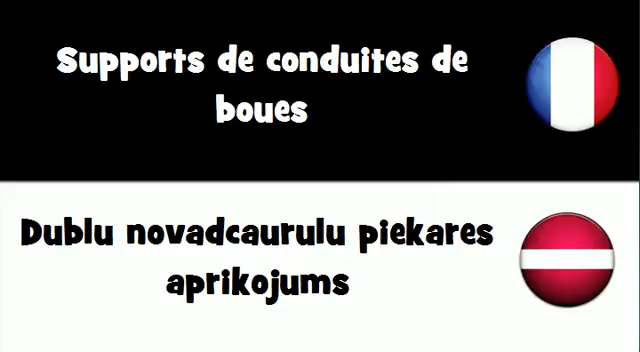 Supports de conduites de
boues
Dublu novadcaurulu piekares
aprikojums